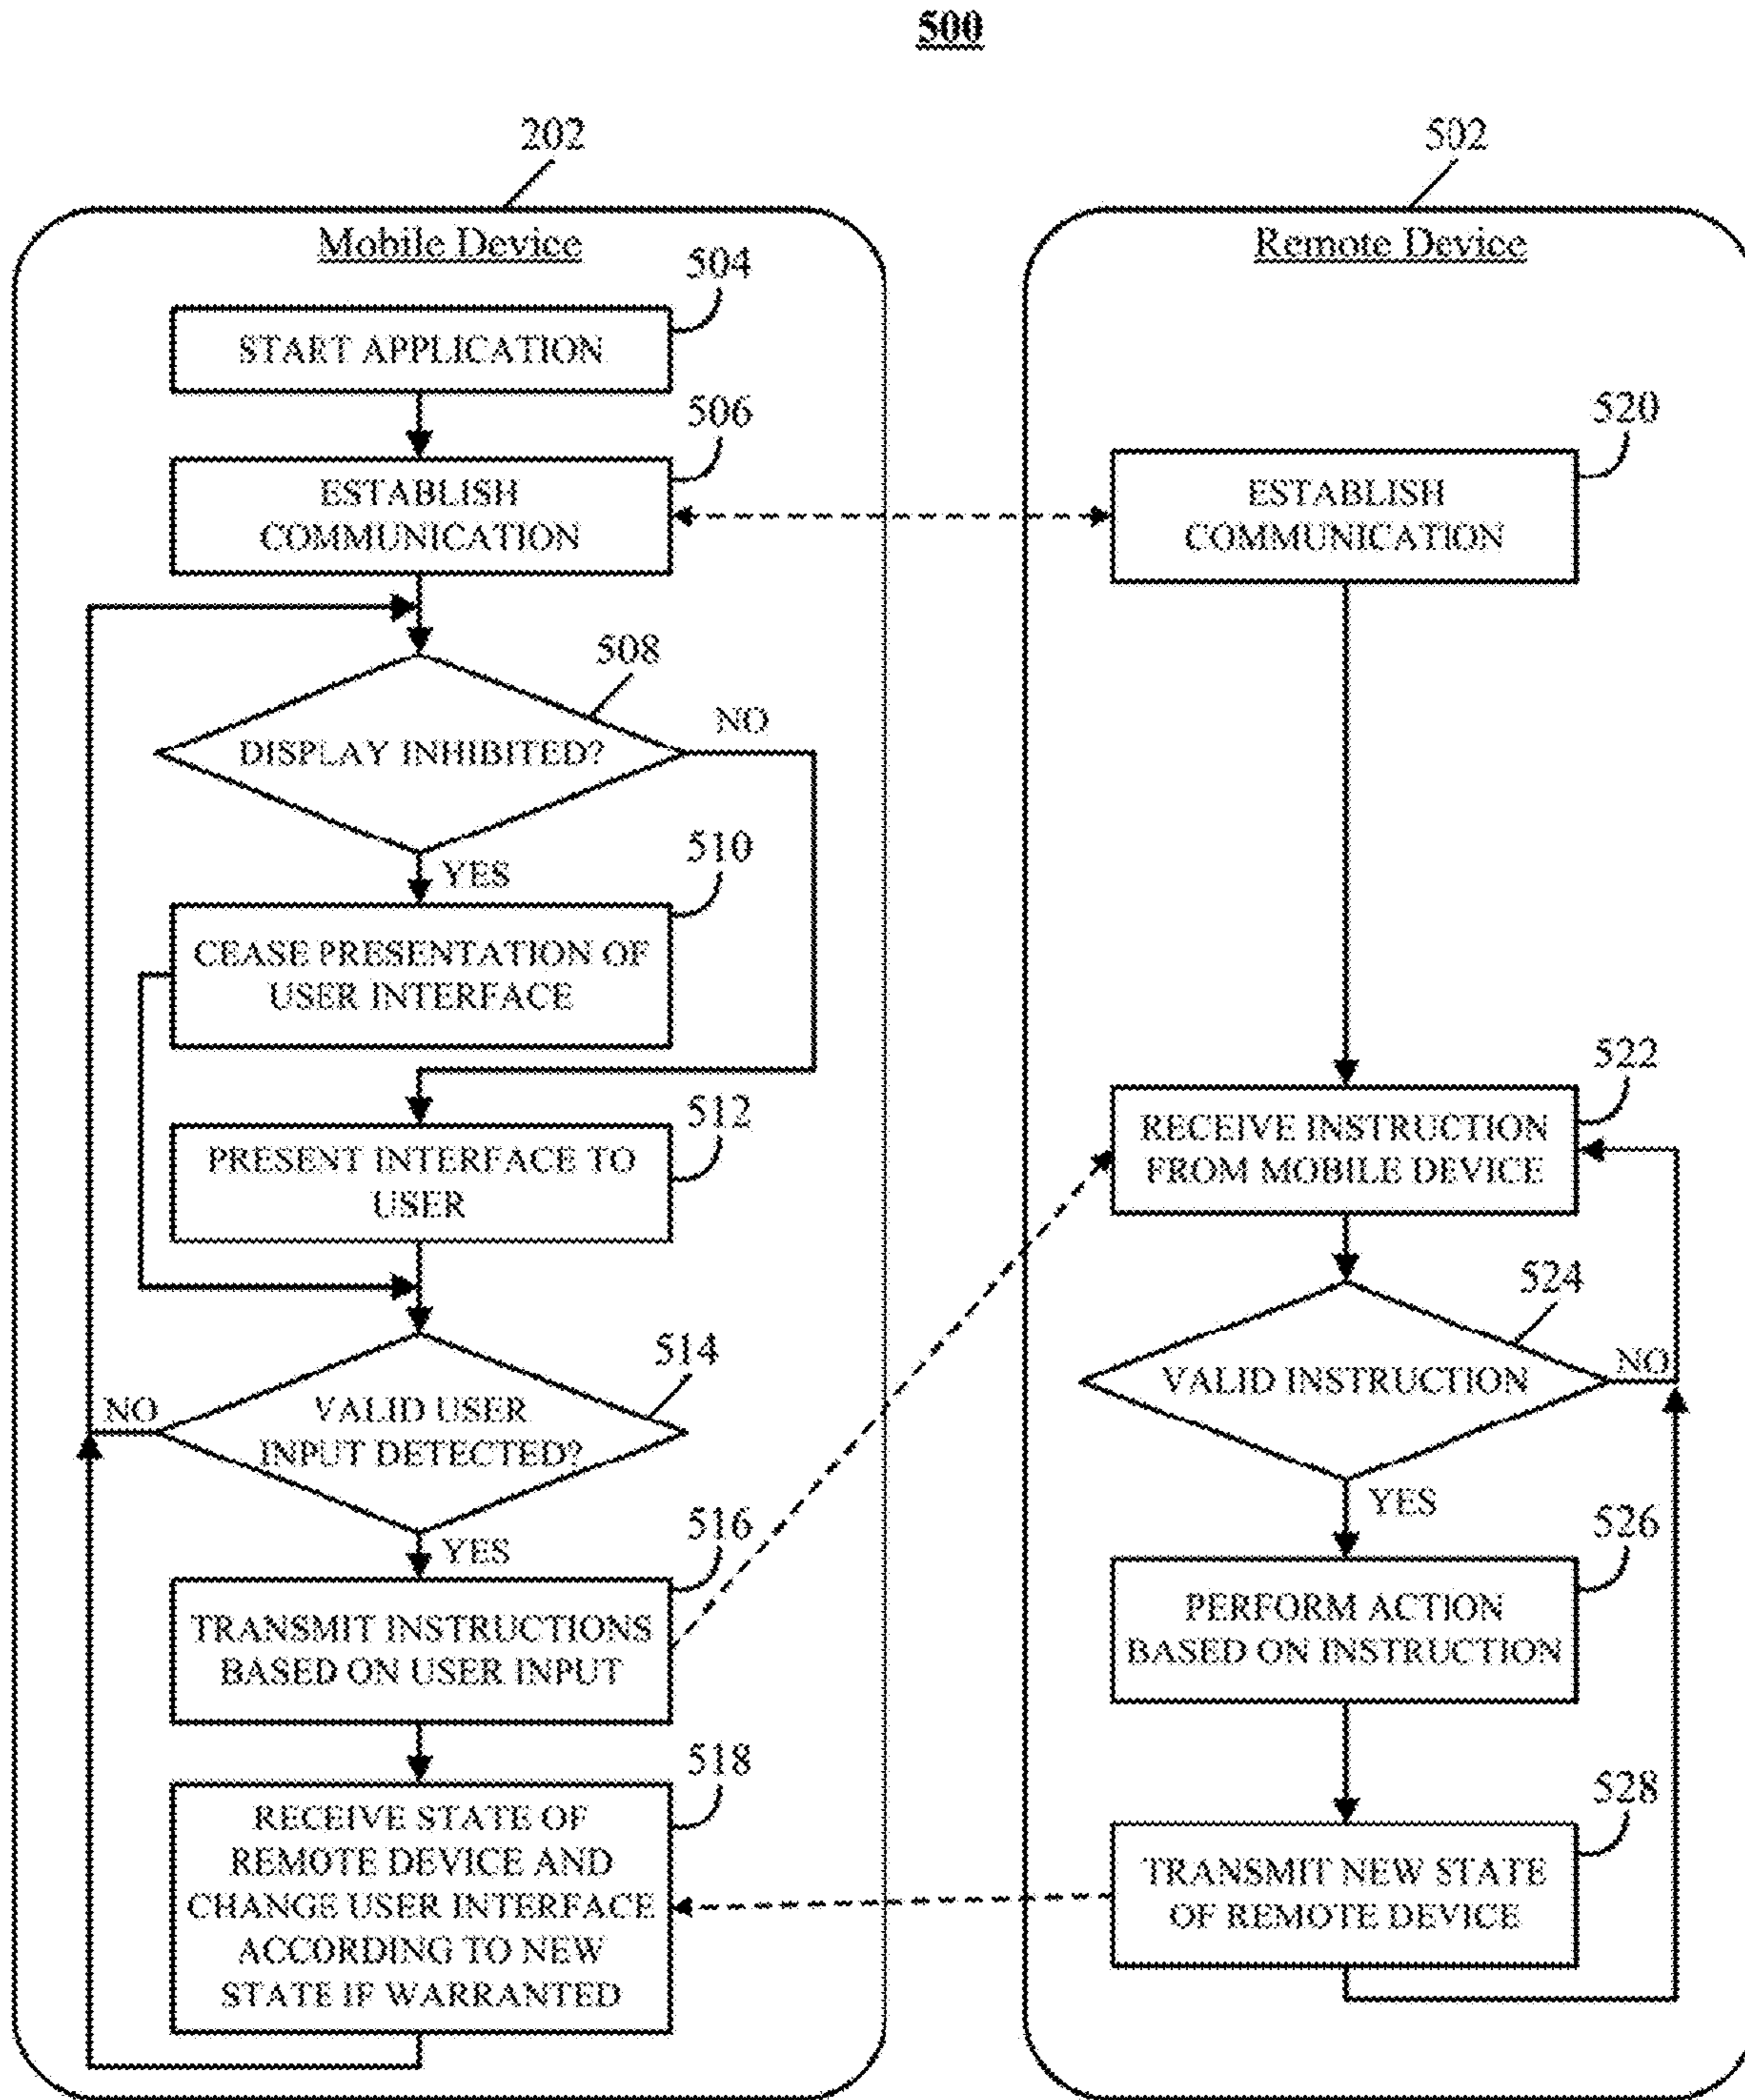 500
202
Mobile Device
504
START APPLICATION
506
ESTABLISH
COMMUNICATION
508
DISPLAY INHIBITED?
NO
YES
510
CEASE PRESENTATION OF
USER INTERFACE
512
PRESENT INTERFACE TO
USER
514
VALID USER
INPUT DETECTED?
NO
YES
516
TRANSMIT INSTRUCTIONS
BASED ON USER INPUT
518
RECEIVE STATE OF
REMOTE DEVICE AND
CHANGE USER INTERFACE
ACCORDING TO NEW
STATE IF WARRANTED
502
Remote Device
520
ESTABLISH
COMMUNICATION
522
RECEIVE INSTRUCTION
FROM MOBILE DEVICE
524
VALID INSTRUCTION
NO
YES
526
PERFORM ACTION
BASED ON INSTRUCTION
528
TRANSMIT NEW STATE
OF REMOTE DEVICE